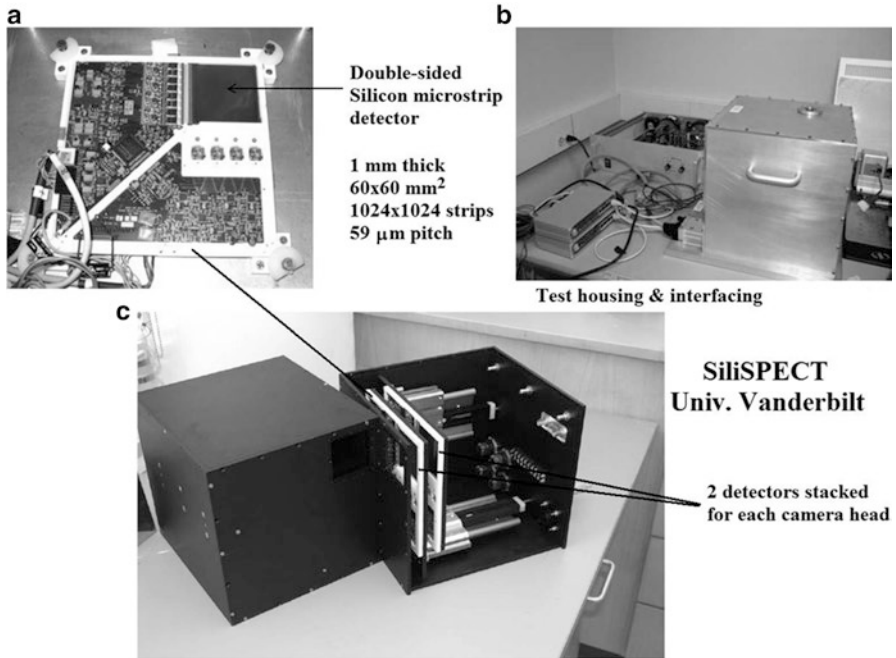 a
Double-sided
Silicon microstrip
detector
1 mm thick
60x60 mm²
1024x1024 strips
59 μm pitch
b
Test housing & interfacing
c
SiliSPECT
Univ. Vanderbilt
2 detectors stacked
for each camera head